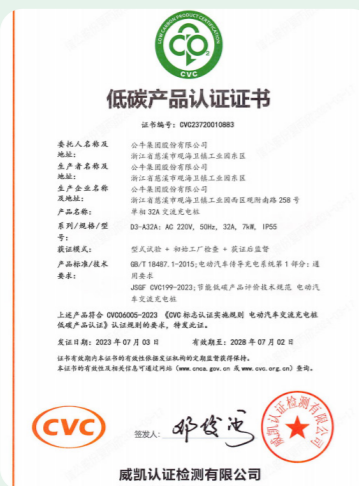 LOW CARBON PRODUCT CERTIFICATION
CVC
低碳产品认证证书
证书编号：CVC23720010883
委托人名称及 公牛集团股份有限公司
地址： 浙江省慈溪市观海卫镇工业园东区
生产者名称及 公牛集团股份有限公司
地址： 浙江省慈溪市观海卫镇工业园东区
生产企业名称 公牛集团股份有限公司
及地址： 浙江省慈溪市观海卫镇工业园西区观附南路 258 号
产品名称： 单相 32A 交流充电桩
系列/规格/型 D3-A32A: AC 220V, 50Hz, 32A, 7kW, IP55
号：
获证模式： 型式试验 + 初始工厂检查 + 获证后监督
产品标准/技术 GB/T 18487.1-2015;电动汽车传导充电系统第 1 部分：通
要求： 用要求
JSGF CVC199-2023;节能低碳产品评价技术规范 电动汽
车交流充电桩
上述产品符合 CVC06005-2023 《CVC 标志认证实施规则 电动汽车交流充电桩
低碳产品认证》认证规则的要求，特发此证。
发证日期：2023 年 07 月 03 日 有效期至：2028 年 07 月 02 日
证书有效期内本证书的有效性依据发证机构的定期监督获得保持。
本证书的有效性及相关信息可通过网站（www.cnca.gov.cn 或 www.cvc.org.cn）查询。
CVC
签发人：
威凯认证检测有限公司
威凯认证检测有限公司